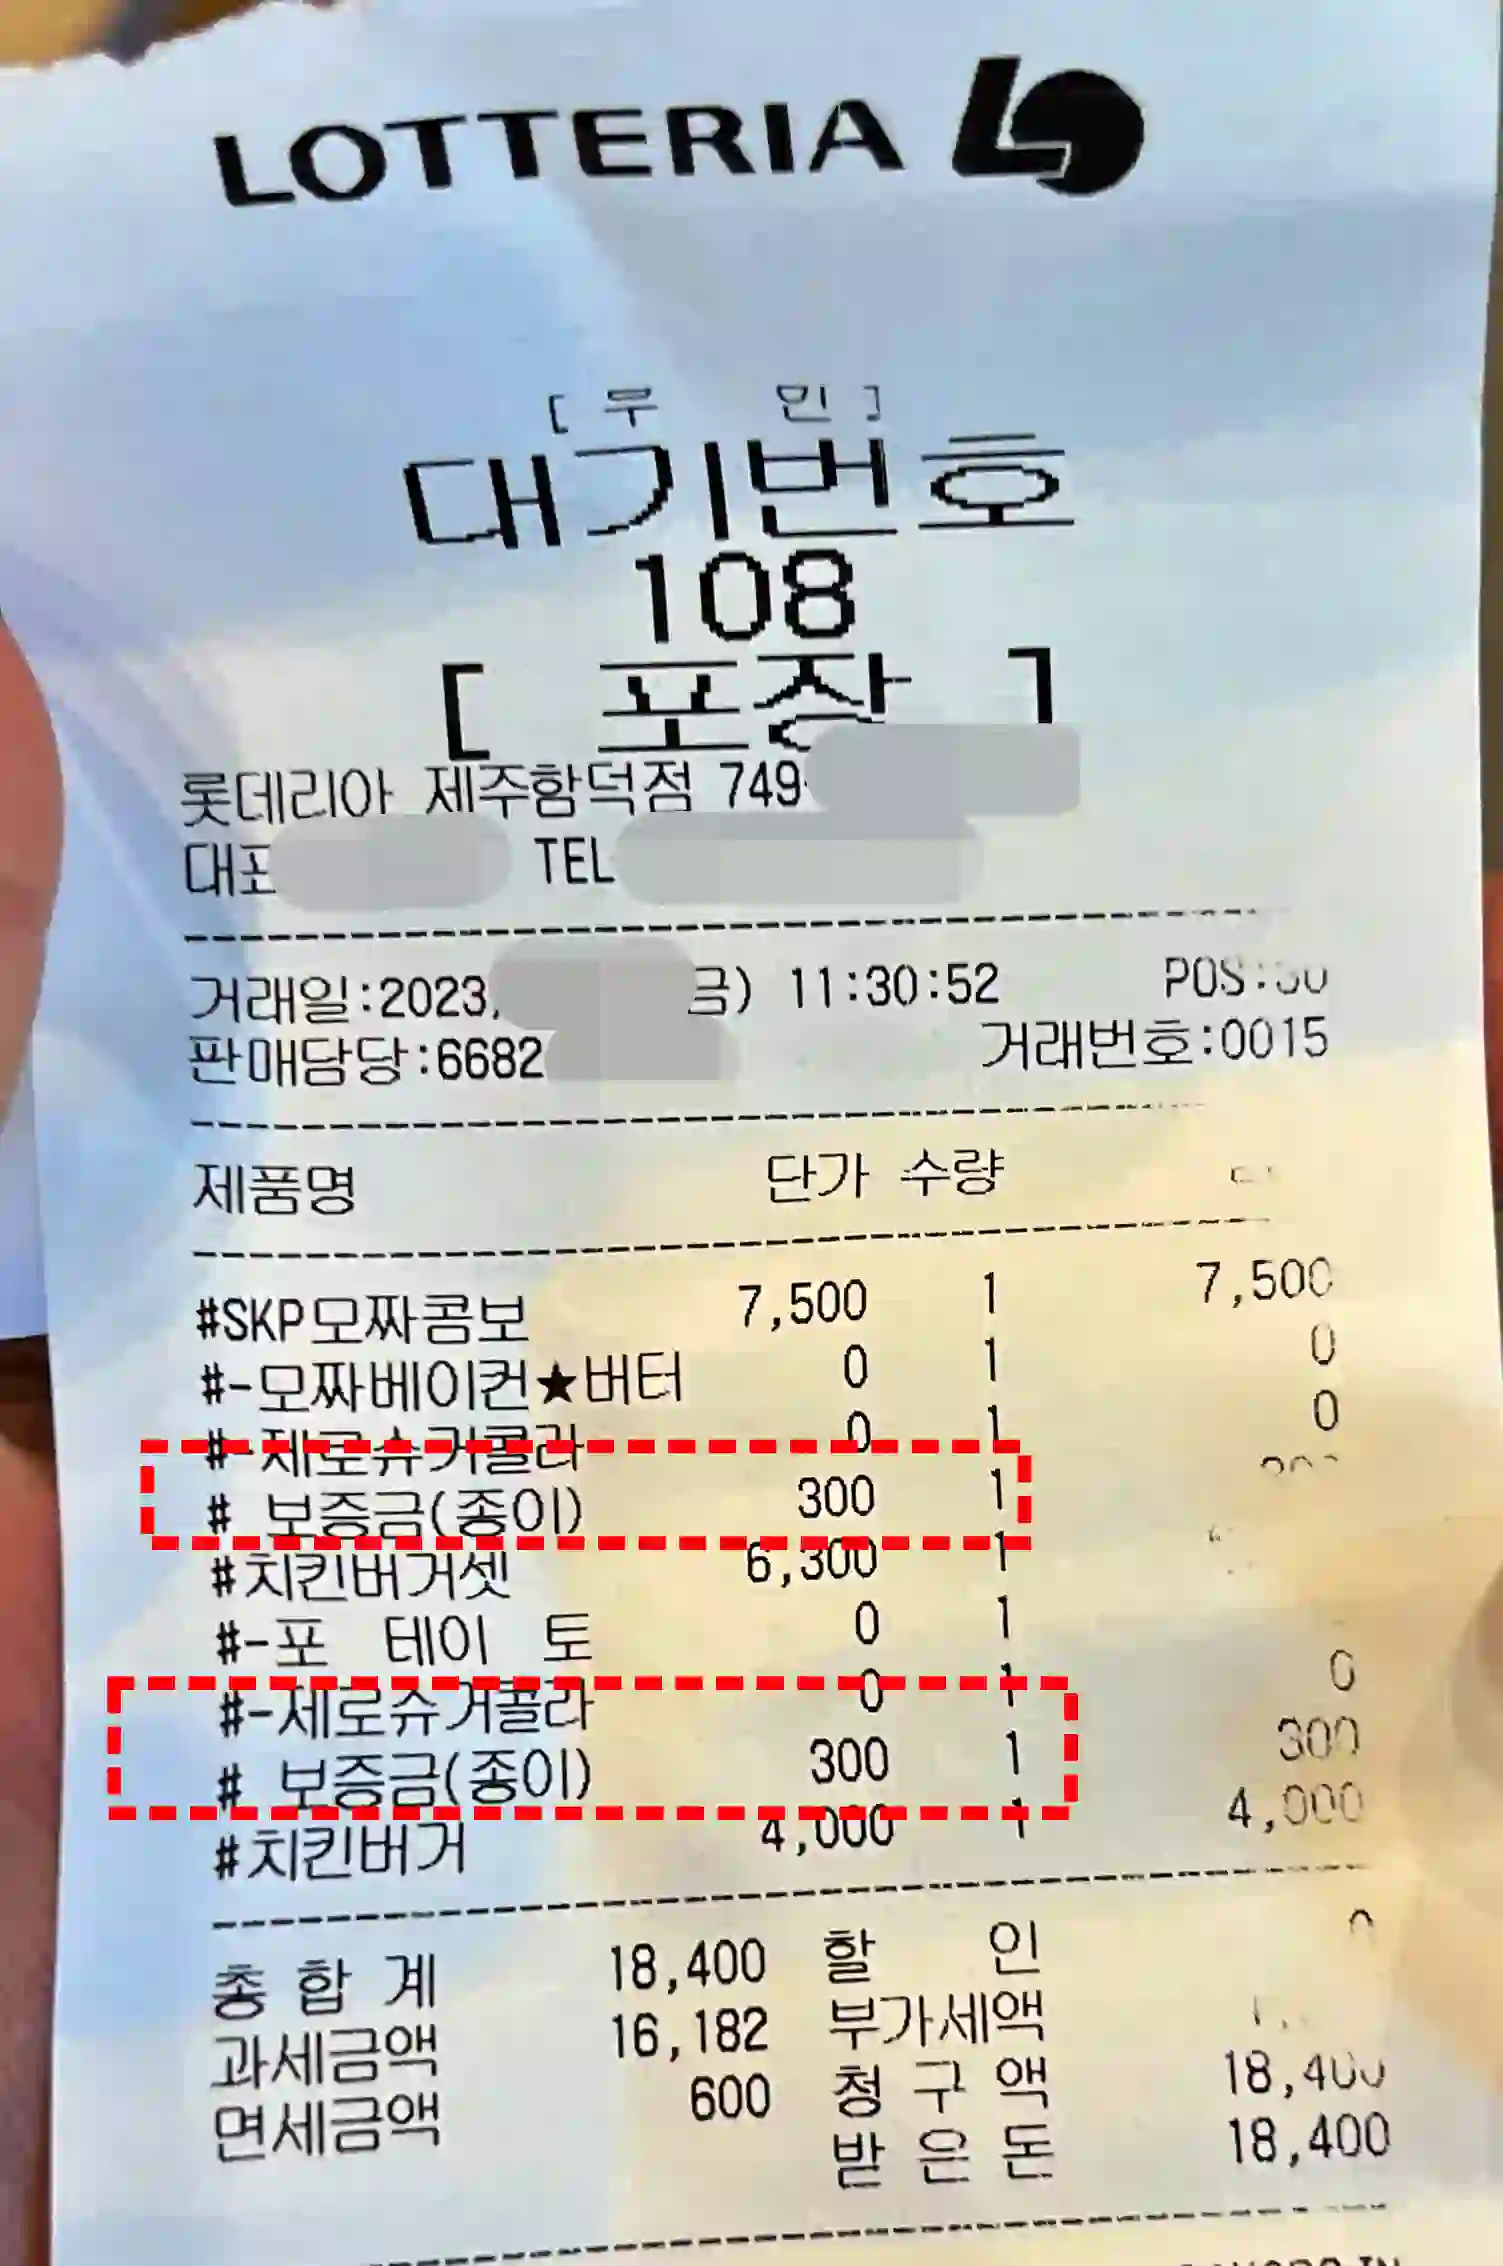 LOTTERIA
[ 무 인 ]
대기번호
108
[ 포장 ]
롯데리아 제주함덕점 749
대표 TEL
거래일:2023. 금) 11:30:52 POS:30
판매담당:6682 거래번호:0015
제품명 단가 수량
#SKP모짜콤보 7,500 1 7,500
#-모짜베이컨★버터 0 1 0
#-제로슈거콜라 0 1 0
# 보증금(종이) 300 1
#치킨버거셋 6,300 1
#-포 테이 토 0 1
#-제로슈거콜라 0 1 0
# 보증금(종이) 300 1 300
#치킨버거 4,000 1 4,000
총 합 계 18,400 할 인
과세금액 16,182 부가세액
면세금액 600 청 구 액 18,400
받 은 돈 18,400